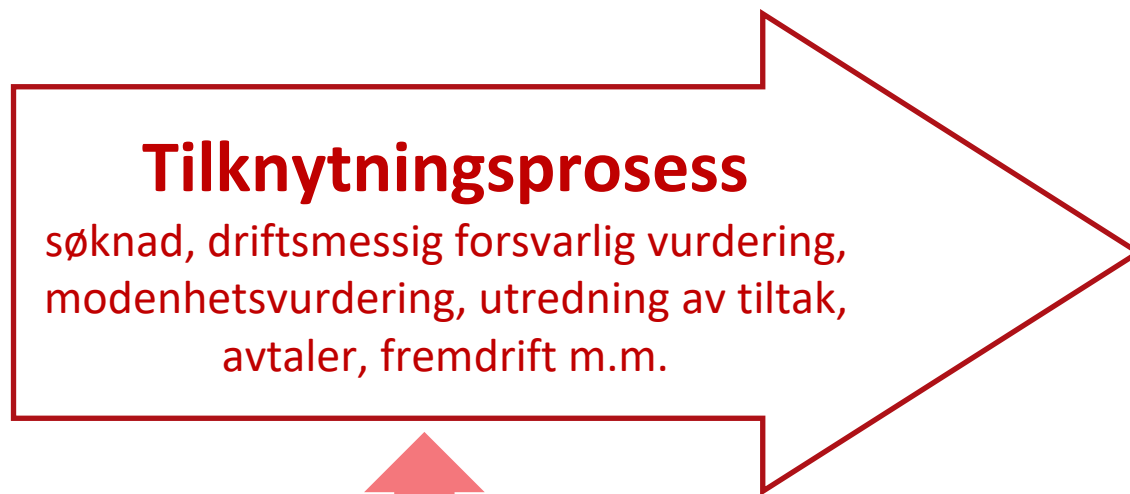 Tilknytningsprosess
søknad, driftsmessig forsvarlig vurdering,
modenhetsvurdering, utredning av tiltak,
avtaler, fremdrift m.m.